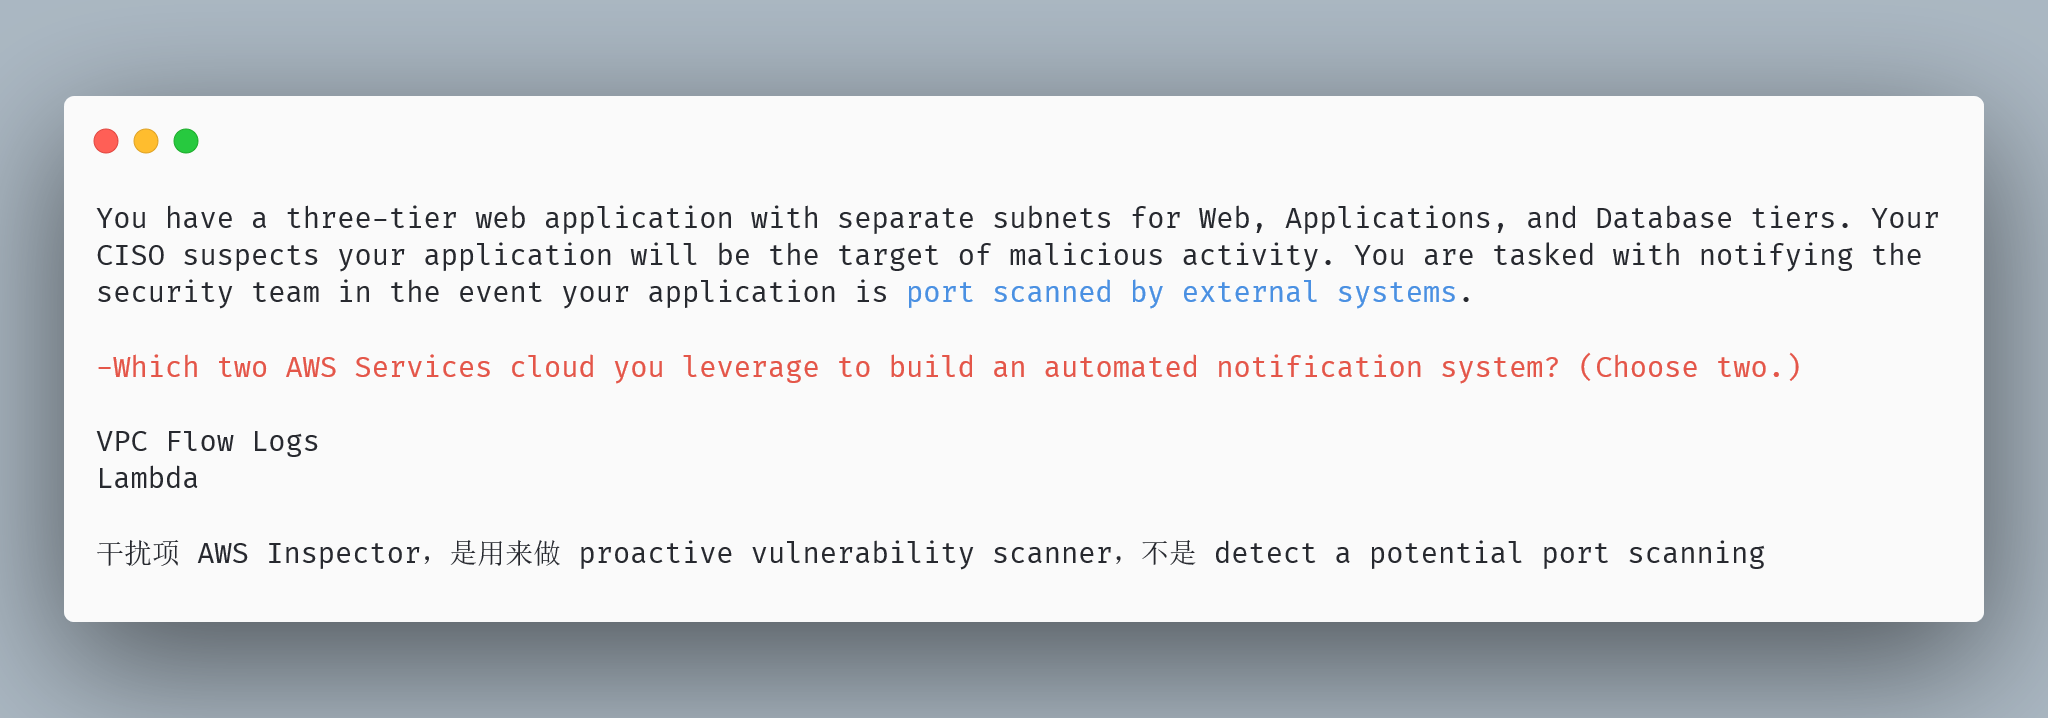 You have a three-tier web application with separate subnets for Web, Applications, and Database tiers. Your
CISO suspects your application will be the target of malicious activity. You are tasked with notifying the
security team in the event your application is port scanned by external systems.
-Which two AWS Services cloud you leverage to build an automated notification system? (Choose two.)
VPC Flow Logs
Lambda
干扰项 AWS Inspector，是用来做 proactive vulnerability scanner，不是 detect a potential port scanning